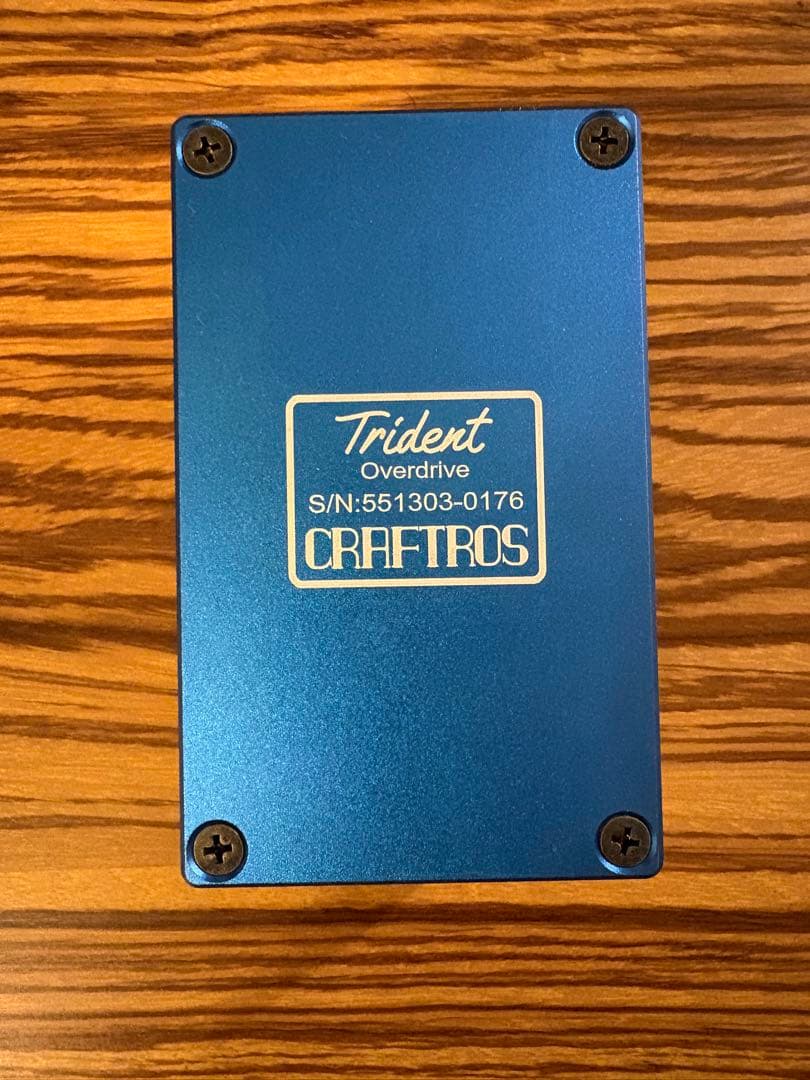 Trident
Overdrive
S/N:551303-0176
CRAFTROS